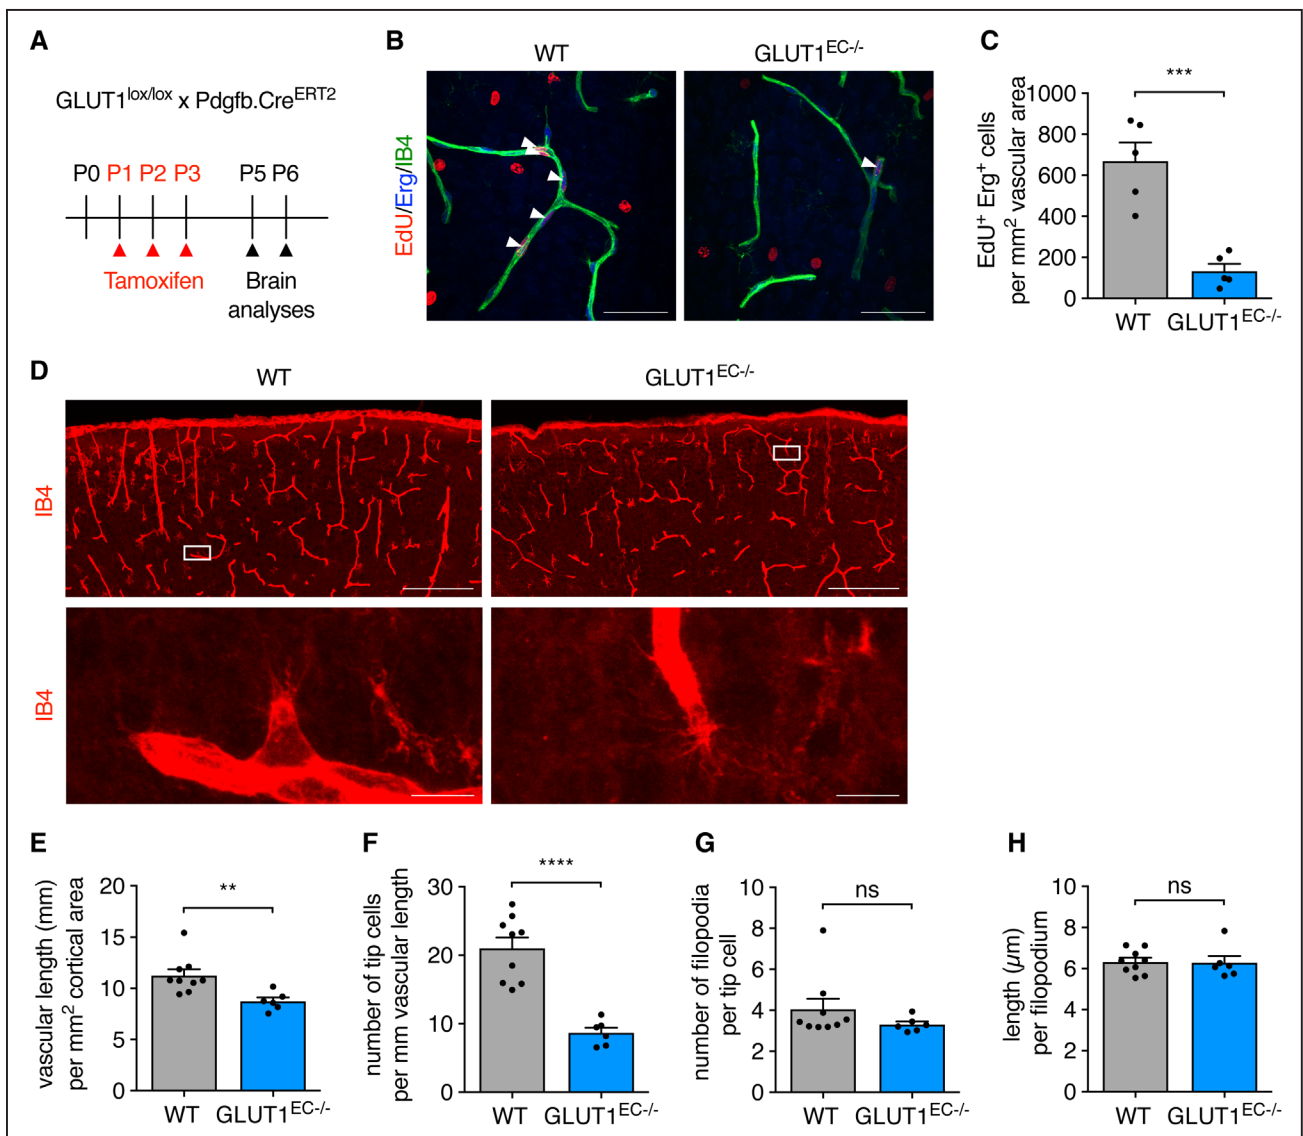 A
GLUT1lox/lox x Pdgfb.CreERT2
P0 P1 P2 P3 P5 P6
Tamoxifen
Brain
analyses
B
WT
GLUT1EC-/-
EdU/Erg/IB4
C
EdU+ Erg+ cells
per mm2 vascular area
***
1000
800
600
400
200
0
WT
GLUT1EC-/-
D
WT
GLUT1EC-/-
IB4
IB4
E
vascular length (mm)
per mm2 cortical area
**
20
15
10
5
0
WT
GLUT1EC-/-
F
number of tip cells
per mm vascular length
****
30
20
10
0
WT
GLUT1EC-/-
G
number of filopodia
per tip cell
ns
10
8
6
4
2
0
WT
GLUT1EC-/-
H
length (µm)
per filopodium
ns
10
8
6
4
2
0
WT
GLUT1EC-/-